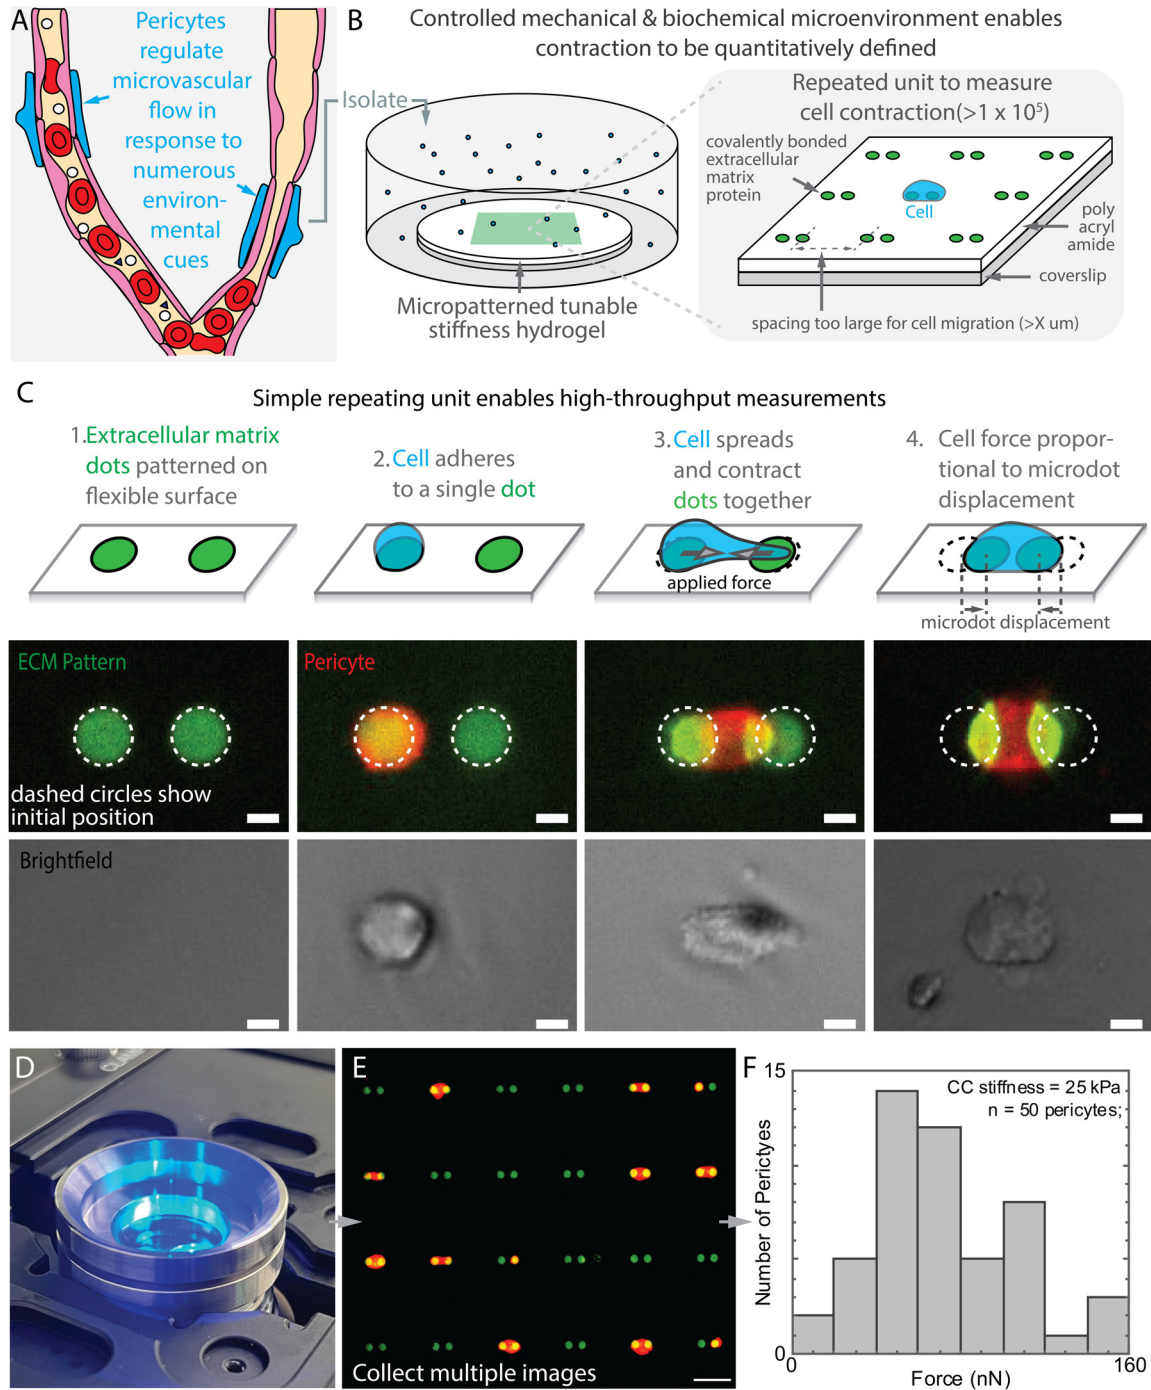 A
Pericytes
regulate
microvascular
flow in
response to
numerous
environ-
mental
cues
B
Controlled mechanical & biochemical microenvironment enables
contraction to be quantitatively defined
Isolate
Micropatterned tunable
stiffness hydrogel
Repeated unit to measure
cell contraction(>1 x 10⁵)
covalently bonded
extracellular
matrix
protein
Cell
poly
acryl
amide
coverslip
spacing too large for cell migration (>X um)
C
Simple repeating unit enables high-throughput measurements
1.Extracellular matrix
dots patterned on
flexible surface
2.Cell adheres
to a single dot
3.Cell spreads
and contract
dots together
applied force
4. Cell force propor-
tional to microdot
displacement
microdot displacement
ECM Pattern
dashed circles show
initial position
Pericyte
Brightfield
D
E
Collect multiple images
F
15
CC stiffness = 25 kPa
n = 50 pericytes;
Number of Perictyes
0
0
160
Force (nN)